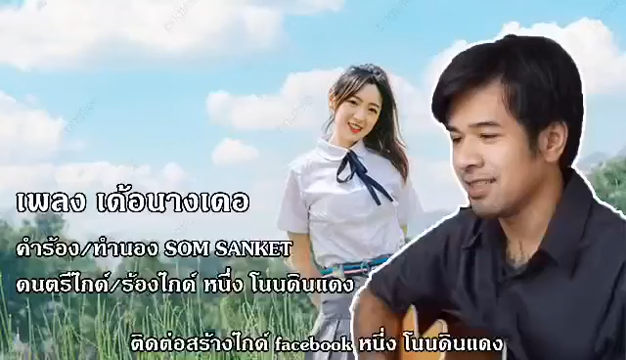 เพลง เด้อนางเดอ
คำร้อง/ทำนอง SOM SANKET
ดนตรีไกด์/ร้องไกด์ หนึ่ง โนนดินแดง
ติดต่อสร้างไกด์ facebook หนึ่ง โนนดินแดง